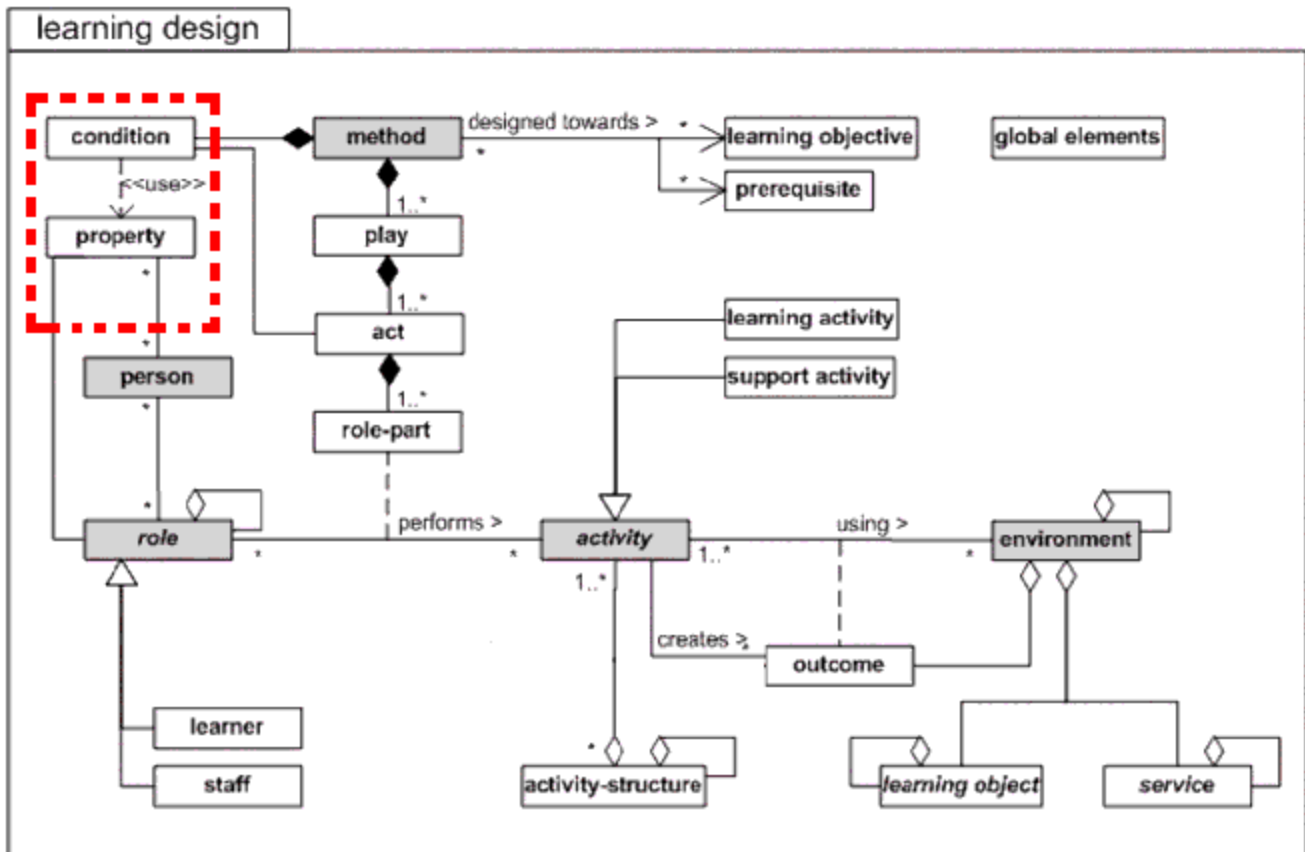 learning design
condition
method
designed towards >
*
*
learning objective
global elements
<<use>>
*
prerequisite
1..*
property
play
*
1..*
act
learning activity
*
person
support activity
*
1..*
role-part
*
performs >
using >
role
activity
environment
*
*
1..*
*
1..*
creates >
*
outcome
learner
*
staff
activity-structure
learning object
service